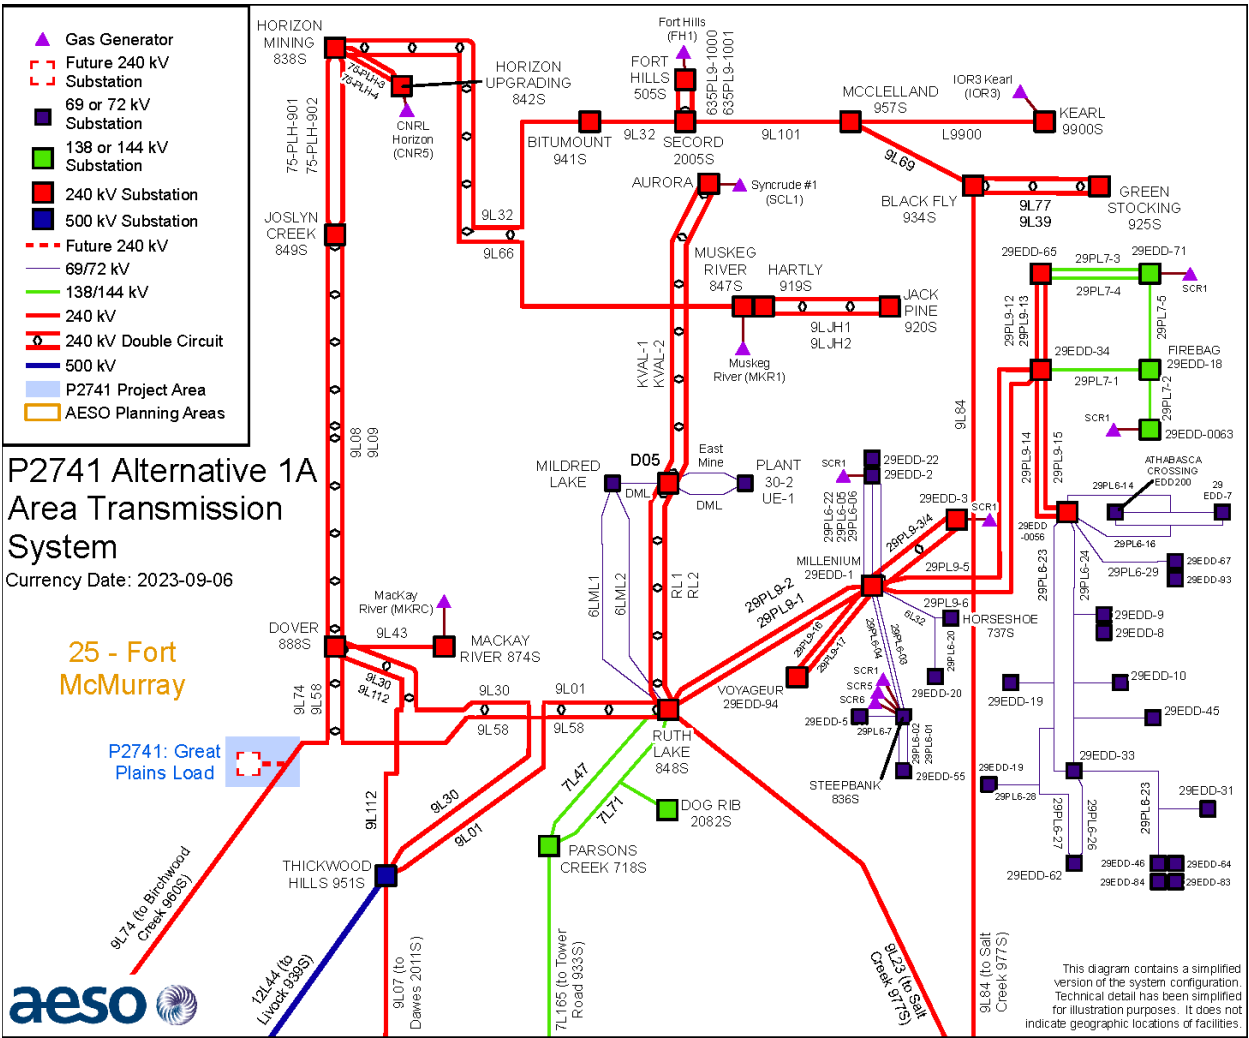 Gas Generator
Future 240 kV
Substation
69 or 72 kV
Substation
138 or 144 kV
Substation
240 kV Substation
500 kV Substation
Future 240 kV
69/72 kV
138/144 kV
240 kV
240 kV Double Circuit
500 kV
P2741 Project Area
AESO Planning Areas
P2741 Alternative 1A
Area Transmission
System
Currency Date: 2023-09-06
25 - Fort
McMurray
P2741: Great
Plains Load
HORIZON
MINING
838S
75-PLH-3
75-PLH-4
HORIZON
UPGRADING
842S
CNRL
Horizon
(CNR5)
75-PLH-901
75-PLH-902
JOSLYN
CREEK
849S
9L32
9L66
BITUMOUNT
941S
9L32
Fort Hills
(FH1)
FORT
HILLS
505S
635PL9-1000
635PL9-1001
SECORD
2005S
9L101
MCCLELLAND
957S
IOR3 Kearl
(IOR3)
L9900
KEARL
9900S
9L69
AURORA
Syncrude #1
(SCL1)
BLACK FLY
934S
9L77
9L39
GREEN
STOCKING
925S
MUSKEG
RIVER
847S
HARTLY
919S
JACK
PINE
920S
9LJH1
9LJH2
Muskeg
River (MKR1)
KVAL-1
KVAL-2
29EDD-65
29PL7-3
29PL7-4
29EDD-71
SCR1
29PL9-12
29PL9-13
29PL7-5
29EDD-34
29PL7-1
FIREBAG
29EDD-18
29PL7-2
SCR1
29EDD-0063
9L84
29PL9-14
29PL9-15
9L08
9L09
MILDRED
LAKE
D05
DML
East
Mine
DML
PLANT
30-2
UE-1
SCR1
29EDD-22
29EDD-2
29PL6-22
29PL6-05
29PL6-06
29EDD-3
SCR1
29PL9-3/4
ATHABASCA
CROSSING
EDD200
29PL6-14
29
EDD-7
29EDD
-0056
29PL6-16
29PL6-23
29PL6-24
29PL6-29
29EDD-67
29EDD-93
6LML1
6LML2
RL1
RL2
MILLENIUM
29EDD-1
29PL9-5
29PL9-6
29PL9-2
29PL9-1
29PL9-16
29PL9-17
VOYAGEUR
29EDD-94
29PL6-04
29PL6-03
6L32
HORSESHOE
737S
29PL6-20
29EDD-20
29EDD-9
29EDD-8
29EDD-19
29EDD-10
29EDD-45
SCR1
SCR5
SCR6
29EDD-5
29PL6-7
29PL6-02
29PL6-01
29EDD-55
STEEPBANK
836S
29EDD-33
29EDD-19
29PL6-28
29PL6-27
29PL6-26
29PL6-23
29EDD-31
29EDD-62
29EDD-46
29EDD-64
29EDD-84
29EDD-83
MacKay
River (MKRC)
DOVER
888S
9L43
MACKAY
RIVER 874S
9L30
9L112
9L74
9L58
9L30
9L58
9L01
9L58
RUTH
LAKE
848S
7L47
7L71
DOG RIB
2082S
PARSONS
CREEK 718S
9L112
9L30
9L01
THICKWOOD
HILLS 951S
9L74 (to Birchwood
Creek 960S)
12L44 (to
Livock 939S)
9L07 (to
Dawes 2011S)
7L165 (to Tower
Road 933S)
9L23 (to Salt
Creek 977S)
9L84 (to Salt
Creek 977S)
aeso
This diagram contains a simplified
version of the system configuration.
Technical detail has been simplified
for illustration purposes. It does not
indicate geographic locations of facilities.